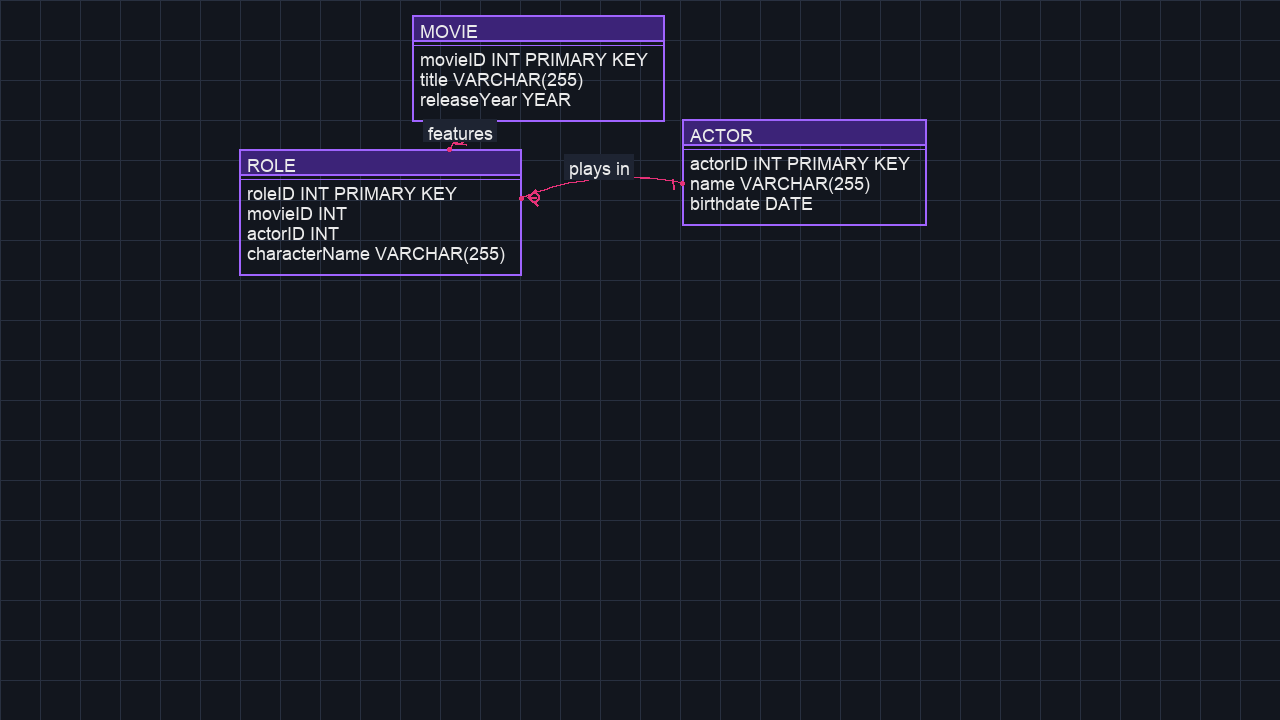 MOVIE
movieID INT PRIMARY KEY
title VARCHAR(255)
releaseYear YEAR
features
ROLE
roleID INT PRIMARY KEY
movieID INT
actorID INT
characterName VARCHAR(255)
plays in
ACTOR
actorID INT PRIMARY KEY
name VARCHAR(255)
birthdate DATE